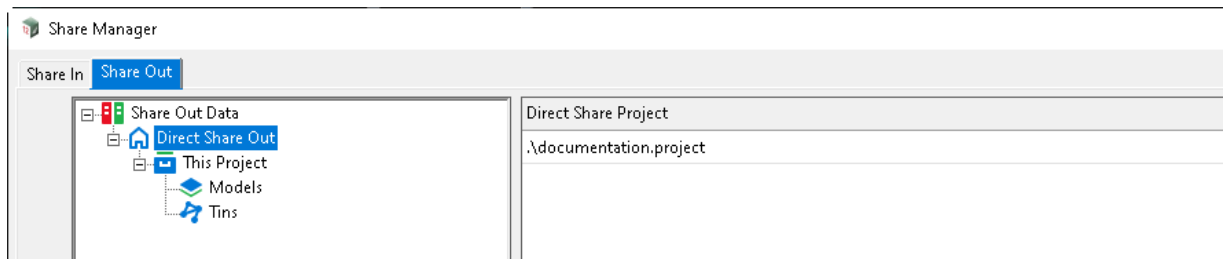 Share Manager
Share In
Share Out
Share Out Data
Direct Share Out
This Project
Models
Tins
Direct Share Project
.\documentation.project